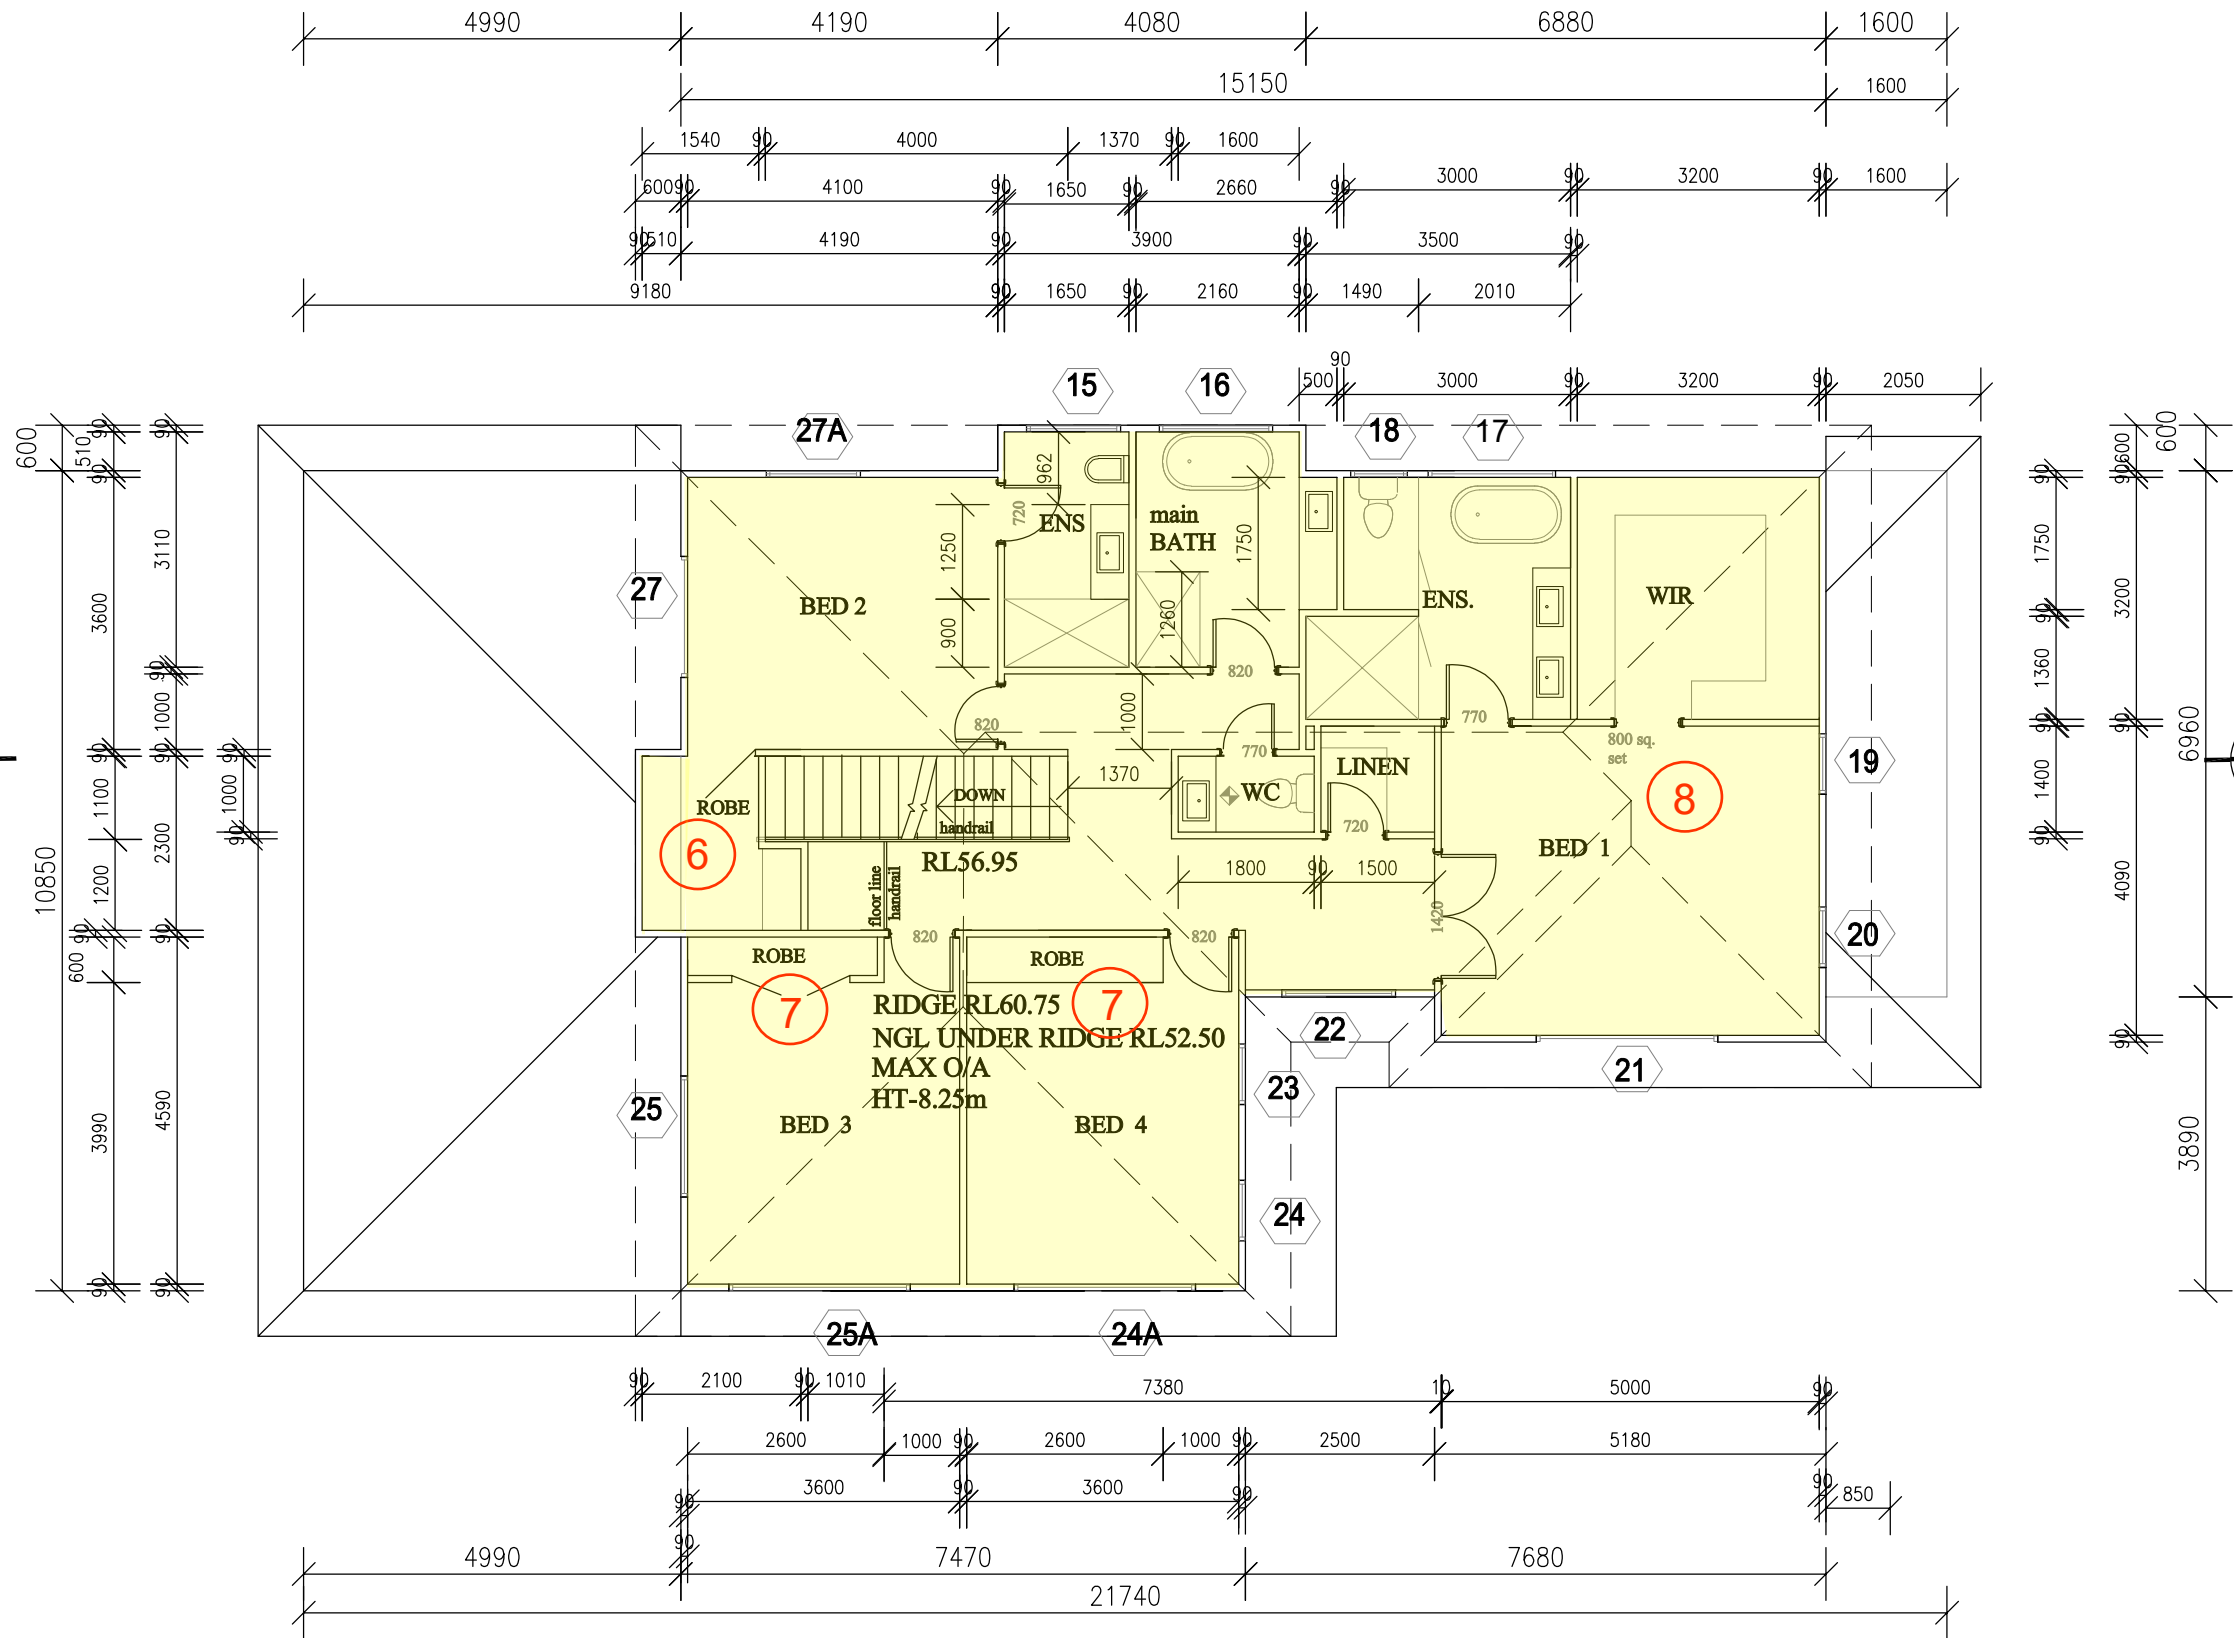 4990 4190 4080 6880 1600
15150 1600
1540 90 4000 1370 90 1600
600 90 4100 90 1650 90 2660 90 3000 90 3200 1600
90 510 4190 90 3900 90 3500 90
9180 90 1650 90 2160 90 1490 2010
90
500 3000 90 3200 90 2050
15 16
27A 18 17
600 510 90 90 90
962
720 ENS
main
BATH
1250 1750
3110
3600
27
BED 2
900 1260
ENS.
WIR
90 600 90 600
1750
3200
90
1360
90
820
820
1000
770
770
800 sq.
set
90 1000 90 90 90
1370
LINEN
WC
DOWN
handrail
ROBE
720
19
8
6960
1400
90
90
1100 1000 90
2300
6
RL56.95
BED 1
10850
1200
floor line
handrail
1800 90 1500
1420
4090
20
90 90
600
820 820
ROBE ROBE
7 7
RIDGE RL60.75
NGL UNDER RIDGE RL52.50
MAX O/A
HT-8.25m
22
21
23
90
25
BED 3 BED 4
3990 4590
3890
24
90 90
25A 24A
90 2100 90 1010 7380 10 5000 90
2600 1000 90 2600 1000 90 2500 5180
90 3600 90 3600 90 90 850
90
4990 7470 7680
21740